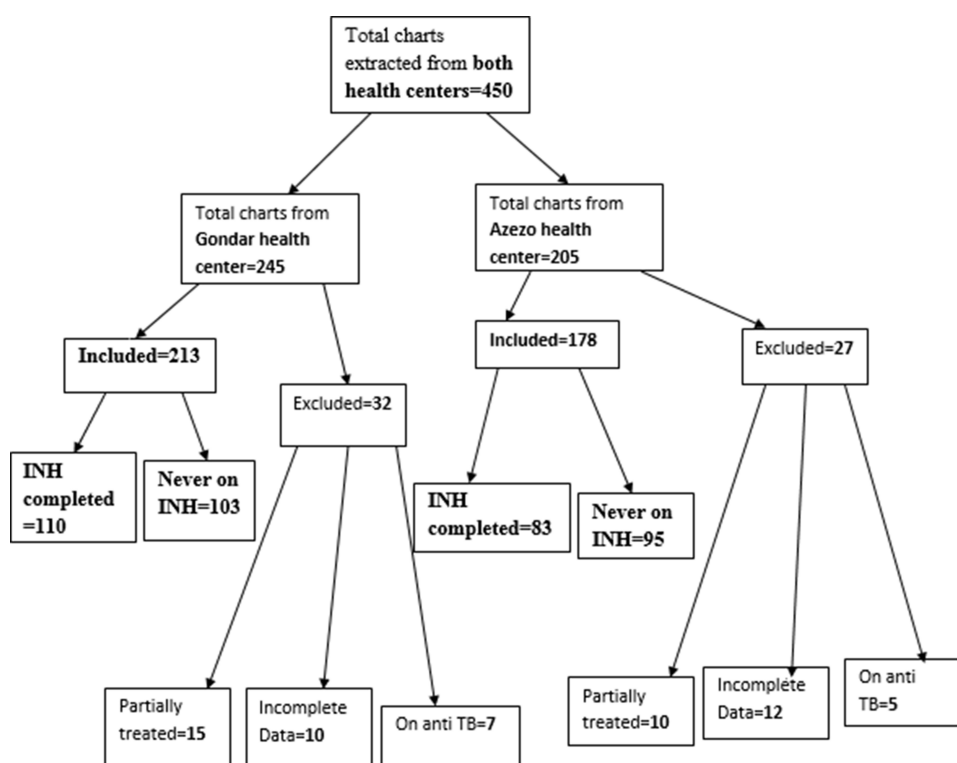 Total charts
extracted from both
health centers=450
Total charts from
Gondar health
center=245
Total charts from
Azezo health
center=205
Included=213
Excluded=32
Included=178
Excluded=27
INH
completed
=110
Never on
INH=103
INH
completed=83
Never on
INH=95
Partially
treated=15
Incomplete
Data=10
On anti TB=7
Partially
treated=10
Incomplete
Data=12
On anti
TB=5